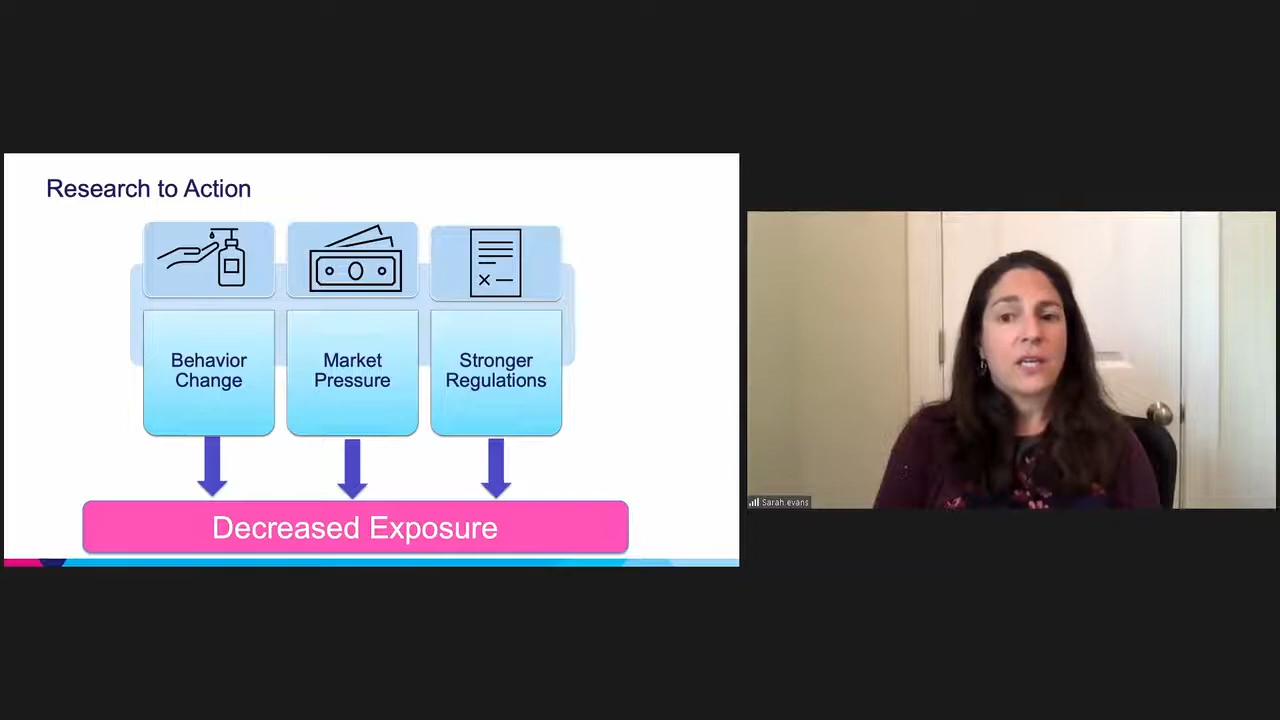 Research to Action
Behavior
Change
Market
Pressure
Stronger
Regulations
Decreased Exposure
Sarah.evans